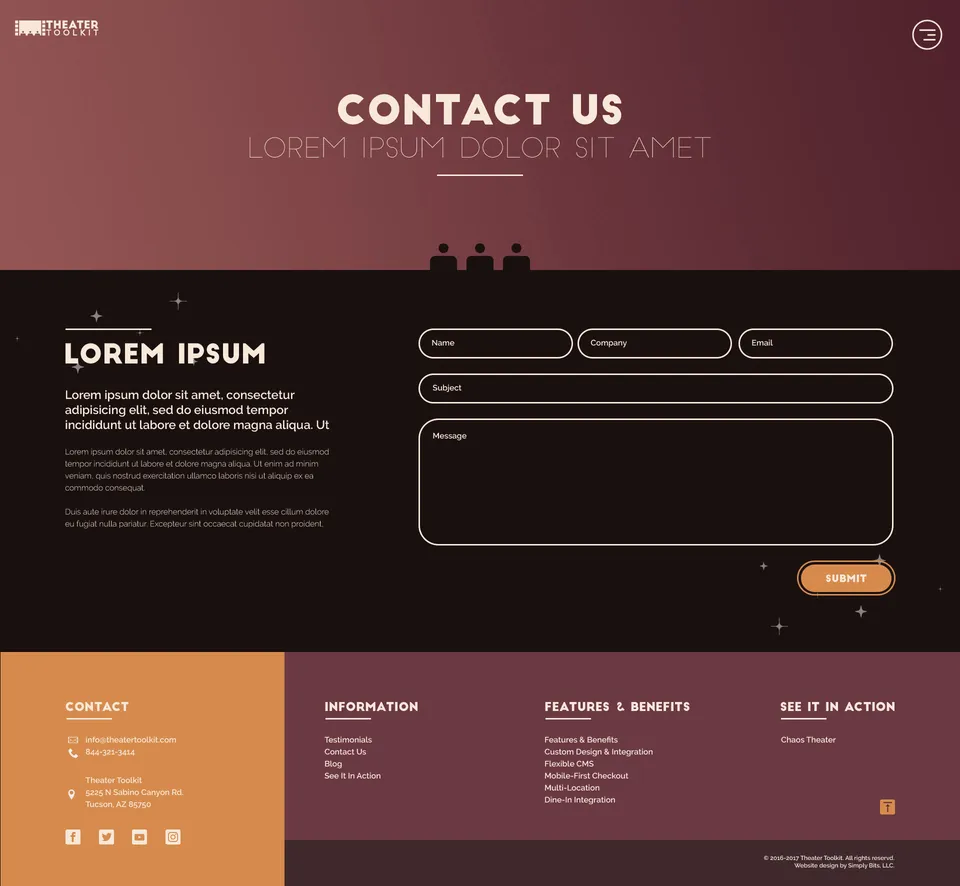 THEATER
TOOLKIT
CONTACT US
LOREM IPSUM DOLOR SIT AMET
LOREM IPSUM
Lorem ipsum dolor sit amet, consectetur
adipisicing elit, sed do eiusmod tempor
incididunt ut labore et dolore magna aliqua. Ut
Lorem ipsum dolor sit amet, consectetur adipisicing elit, sed do eiusmod
tempor incididunt ut labore et dolore magna aliqua. Ut enim ad minim
veniam, quis nostrud exercitation ullamco laboris nisi ut aliquip ex ea
commodo consequat.
Duis aute irure dolor in reprehenderit in voluptate velit esse cillum dolore
eu fugiat nulla pariatur. Excepteur sint occaecat cupidatat non proident,
Name
Company
Email
Subject
Message
SUBMIT
CONTACT
info@theatertoolkit.com
844-321-3414
Theater Toolkit
5225 N Sabino Canyon Rd.
Tucson, AZ 85750
INFORMATION
Testimonials
Contact Us
Blog
See It In Action
FEATURES & BENEFITS
Features & Benefits
Custom Design & Integration
Flexible CMS
Mobile-First Checkout
Multi-Location
Dine-In Integration
SEE IT IN ACTION
Chaos Theater
© 2016-2017 Theater Toolkit. All rights reservd.
Website design by Simply Bits, LLC.